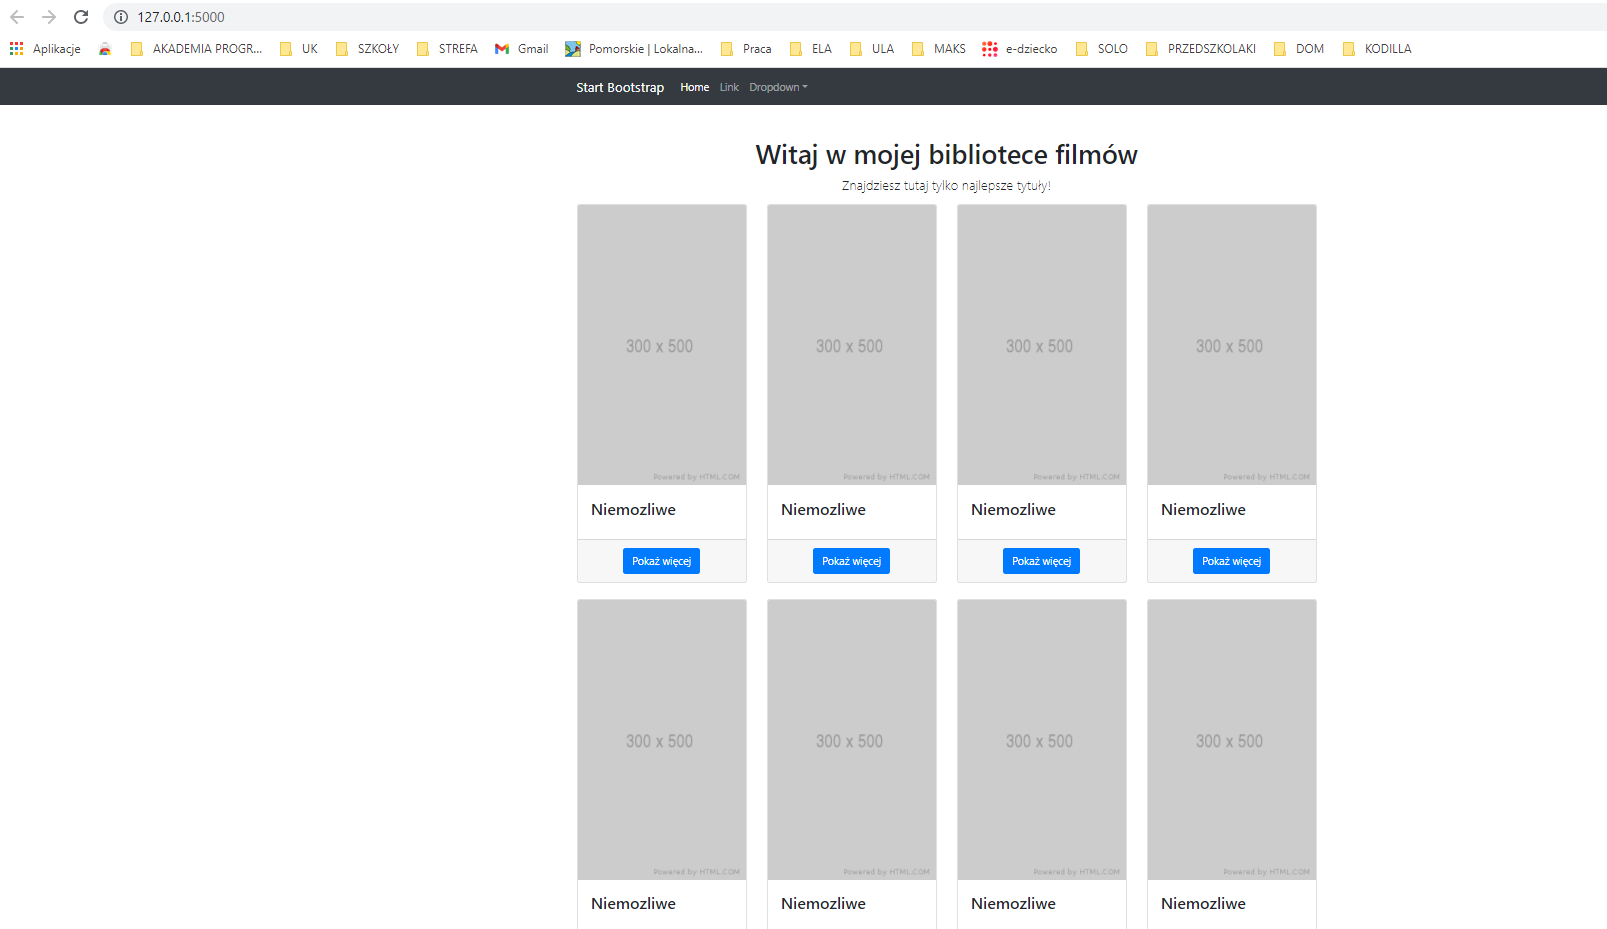 127.0.0.1:5000
Aplikacje AKADEMIA PROGR... UK SZKOŁY STREFA Gmail Pomorskie | Lokalna... Praca ELA ULA MAKS e-dziecko SOLO PRZEDSZKOLAKI DOM KODILLA
Start Bootstrap Home Link Dropdown
Witaj w mojej bibliotece filmów
Znajdziesz tutaj tylko najlepsze tytuły!
300 x 500 300 x 500 300 x 500 300 x 500
Powered by HTML.COM Powered by HTML.COM Powered by HTML.COM Powered by HTML.COM
Niemozliwe Niemozliwe Niemozliwe Niemozliwe
Pokaż więcej Pokaż więcej Pokaż więcej Pokaż więcej
300 x 500 300 x 500 300 x 500 300 x 500
Powered by HTML.COM Powered by HTML.COM Powered by HTML.COM Powered by HTML.COM
Niemozliwe Niemozliwe Niemozliwe Niemozliwe